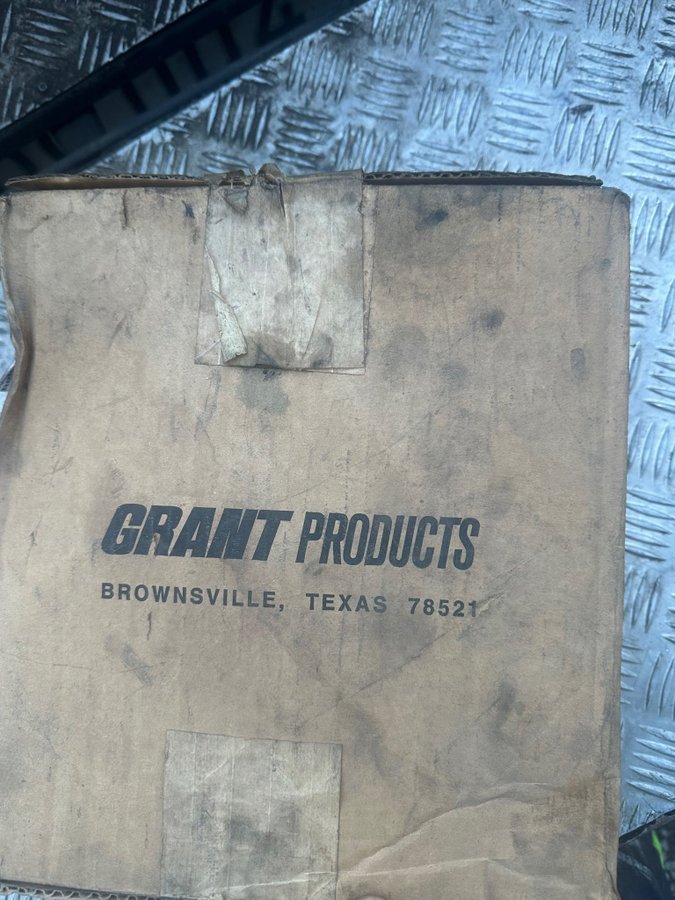 GRANT PRODUCTS
BROWNSVILLE, TEXAS 78521